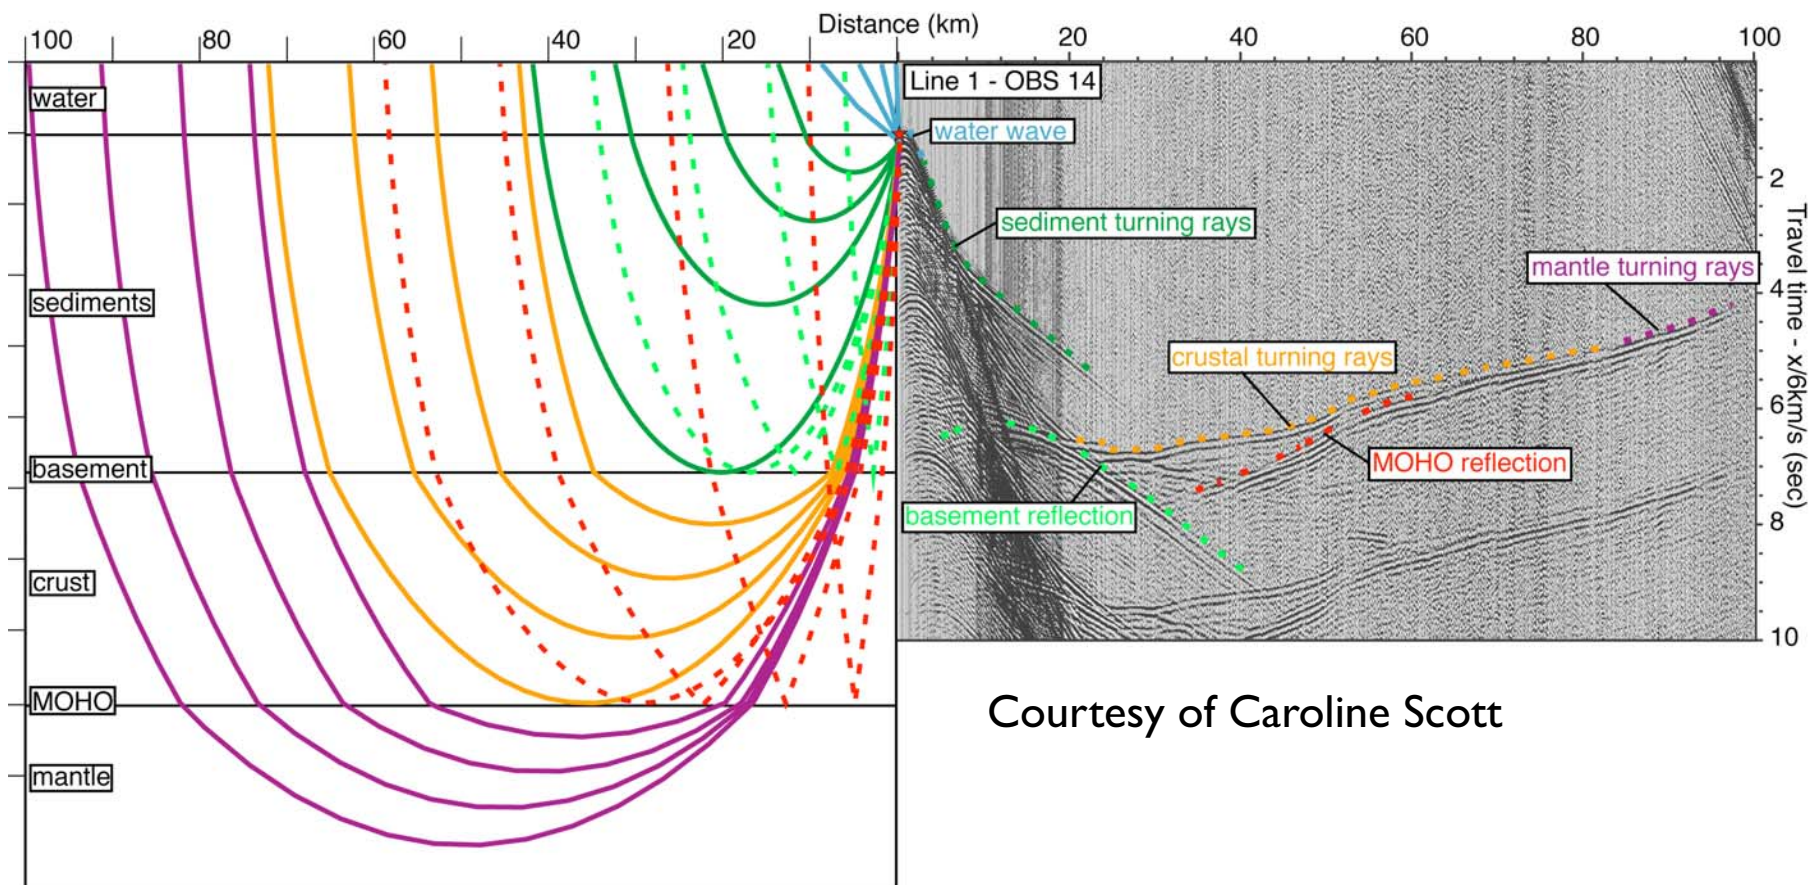 Distance (km)
100 80 60 40 20 20 40 60 80 100
water
Line 1 - OBS 14
water wave
2
sediment turning rays
mantle turning rays
4
sediments
crustal turning rays
6
Travel time - x/6km/s (sec)
basement
MOHO reflection
basement reflection
8
crust
10
MOHO
Courtesy of Caroline Scott
mantle